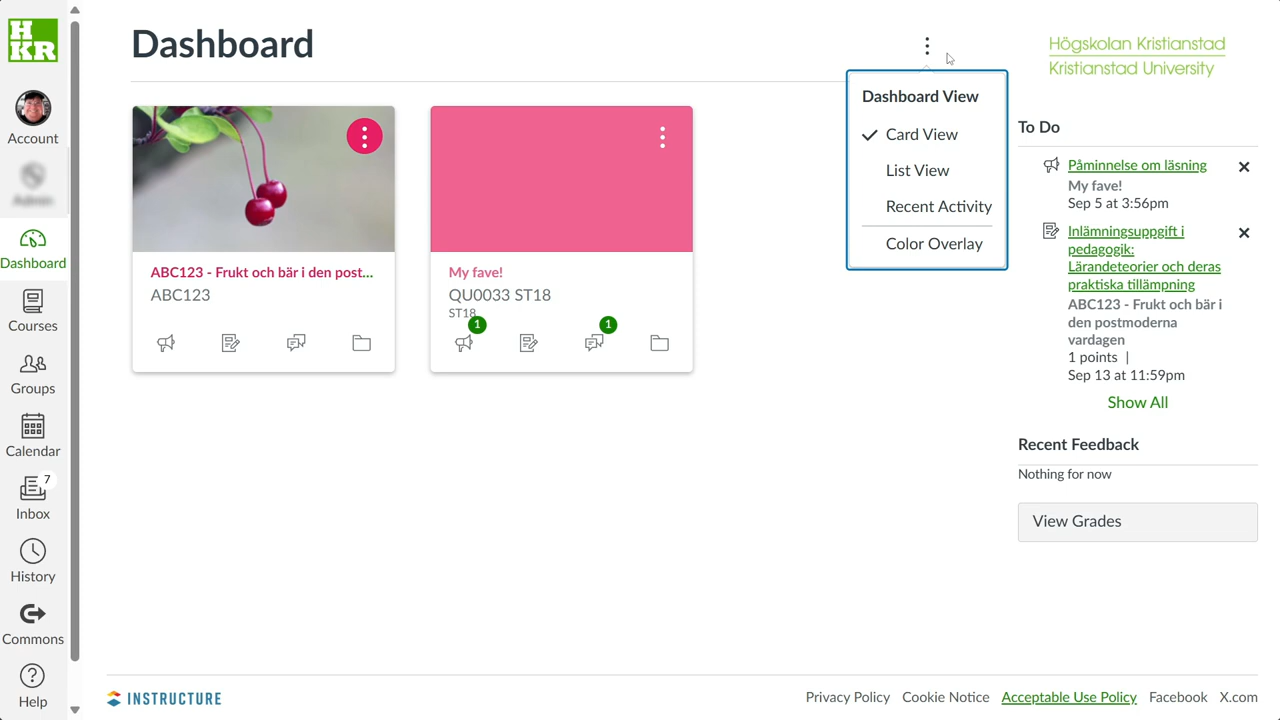 HKR
Account
Admin
Dashboard
Courses
Groups
Calendar
7
Inbox
History
Commons
Help
Dashboard
ABC123 - Frukt och bär i den post...
ABC123
My fave!
QU0033 ST18
ST18
1
1
Dashboard View
Card View
List View
Recent Activity
Color Overlay
Högskolan Kristianstad
Kristianstad University
To Do
Påminnelse om läsning
My fave!
Sep 5 at 3:56pm
Inlämningsuppgift i
pedagogik:
Lärandeteorier och deras
praktiska tillämpning
ABC123 - Frukt och bär i
den postmoderna
vardagen
1 points |
Sep 13 at 11:59pm
Show All
Recent Feedback
Nothing for now
View Grades
INSTRUCTURE
Privacy Policy Cookie Notice Acceptable Use Policy Facebook X.com